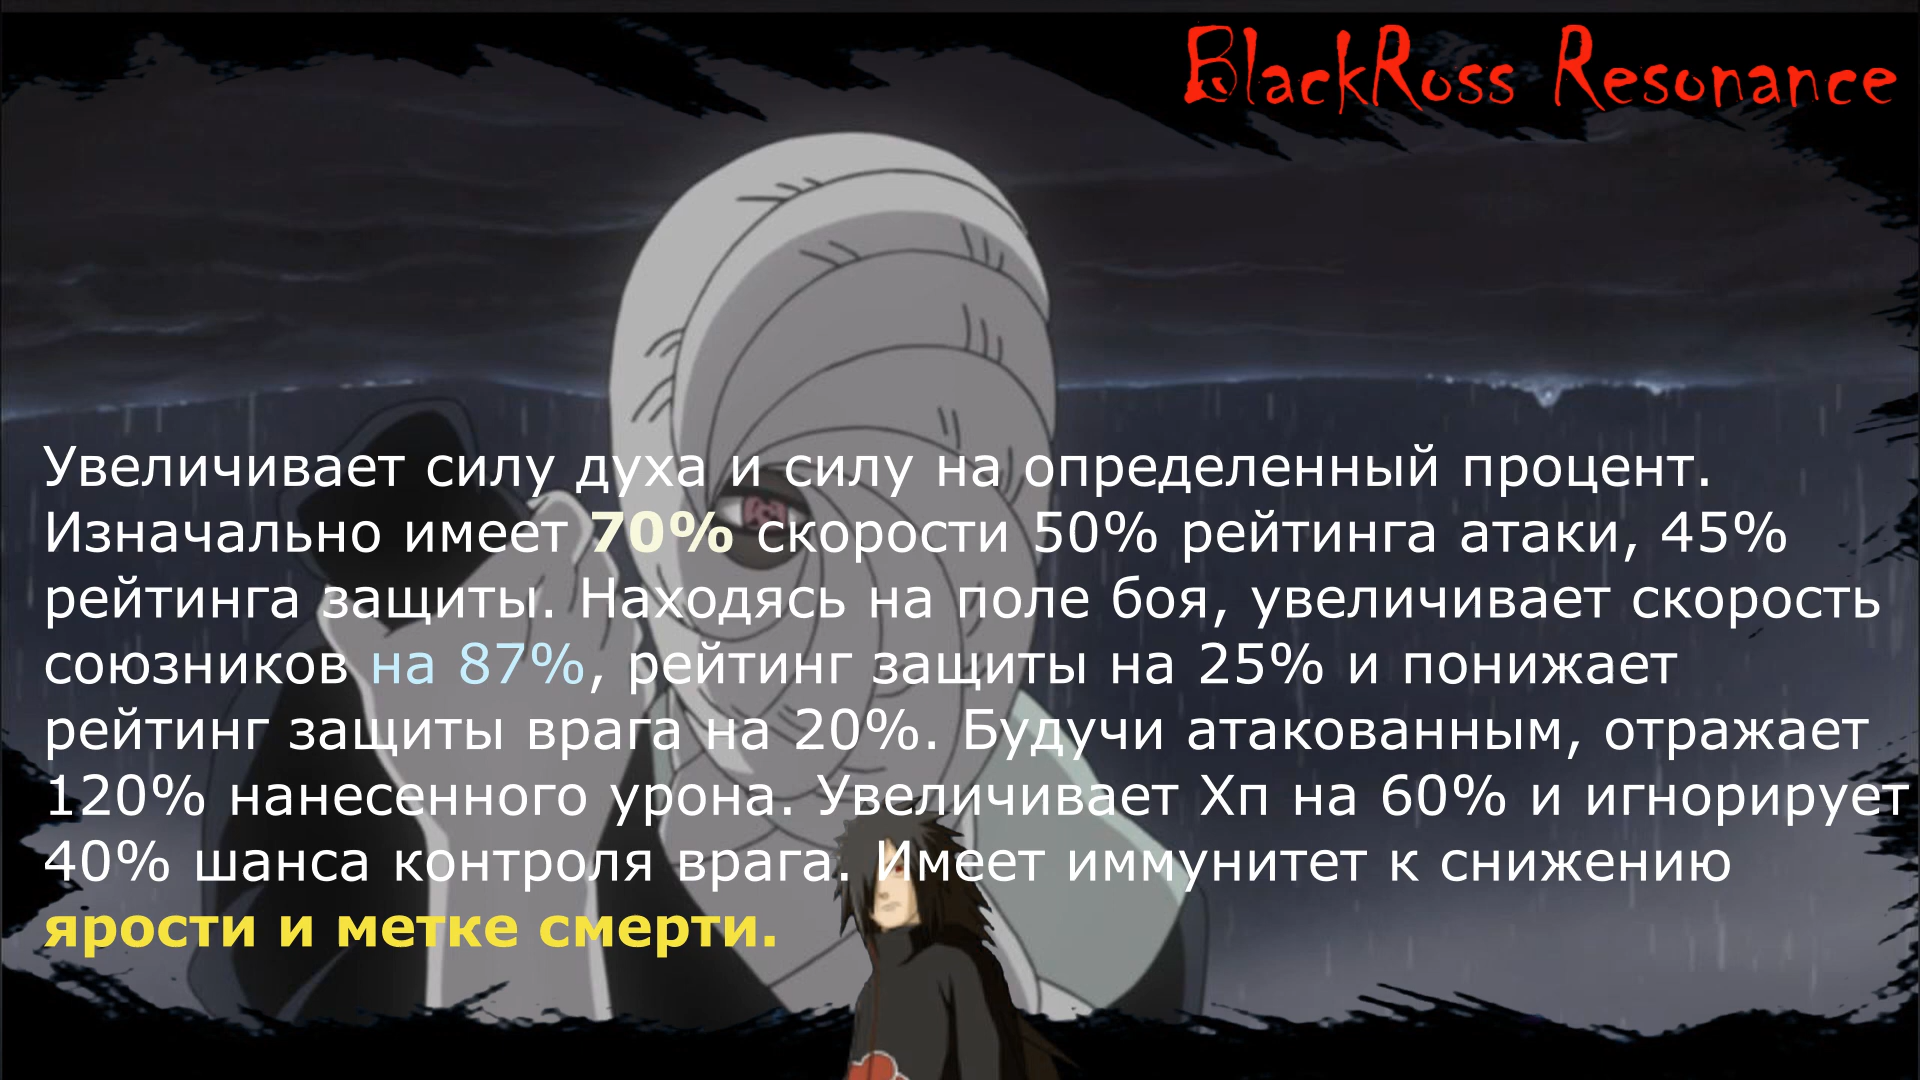 BlackRoss Resonance
Увеличивает силу духа и силу на определенный процент.
Изначально имеет 70% скорости 50% рейтинга атаки, 45%
рейтинга защиты. Находясь на поле боя, увеличивает скорость
союзников на 87%, рейтинг защиты на 25% и понижает
рейтинг защиты врага на 20%. Будучи атакованным, отражает
120% нанесенного урона. Увеличивает Хп на 60% и игнорирует
40% шанса контроля врага. Имеет иммунитет к снижению
ярости и метке смерти.